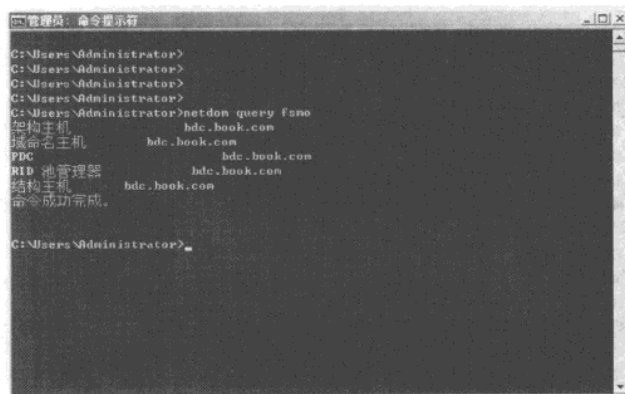 管理员: 命令提示符
C:\Users\Administrator>
C:\Users\Administrator>
C:\Users\Administrator>
C:\Users\Administrator>
C:\Users\Administrator>netdom query fsmo
架构主机 bdc.book.com
域命名主机 bdc.book.com
PDC bdc.book.com
RID 池管理器 bdc.book.com
结构主机 bdc.book.com
命令成功完成。
C:\Users\Administrator>